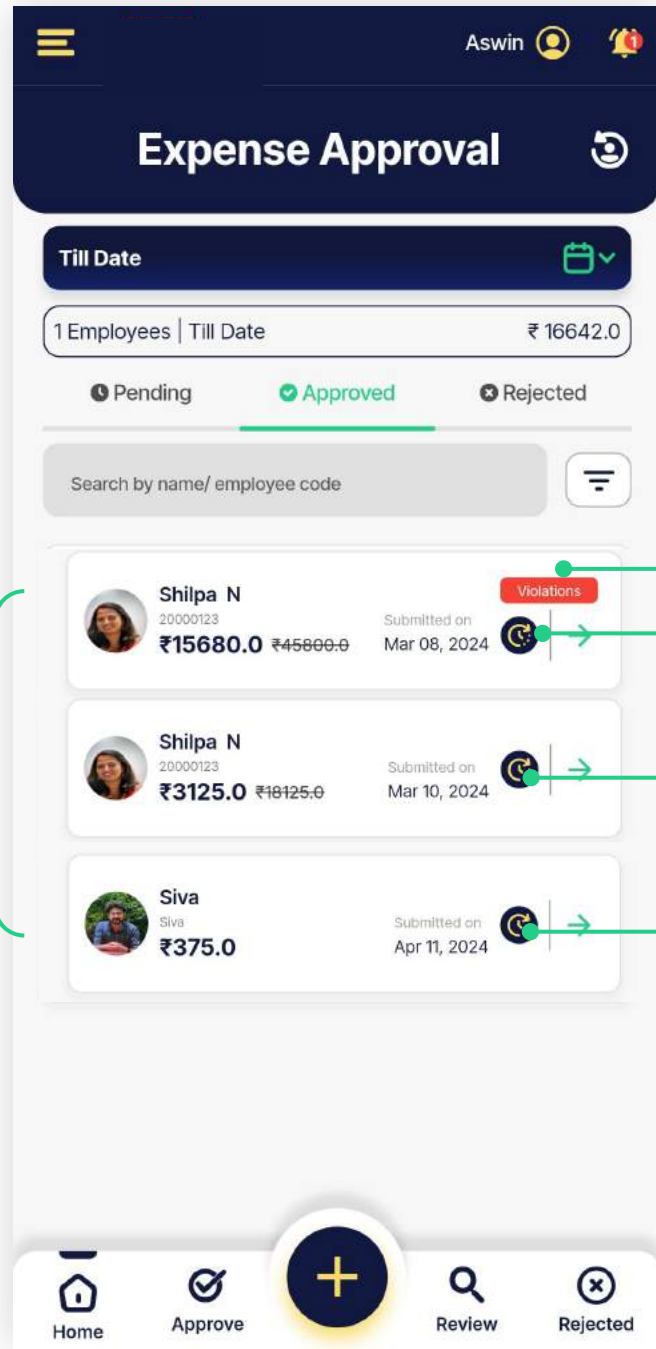 Aswin
1
Expense Approval
Till Date
1 Employees | Till Date ₹ 16642.0
Pending Approved Rejected
Search by name/ employee code
Violations
Shilpa N
20000123 Submitted on
₹15680.0 ₹45800.0 Mar 08, 2024
Shilpa N
20000123 Submitted on
₹3125.0 ₹18125.0 Mar 10, 2024
Siva
Siva Submitted on
₹375.0 Apr 11, 2024
Home Approve Review Rejected